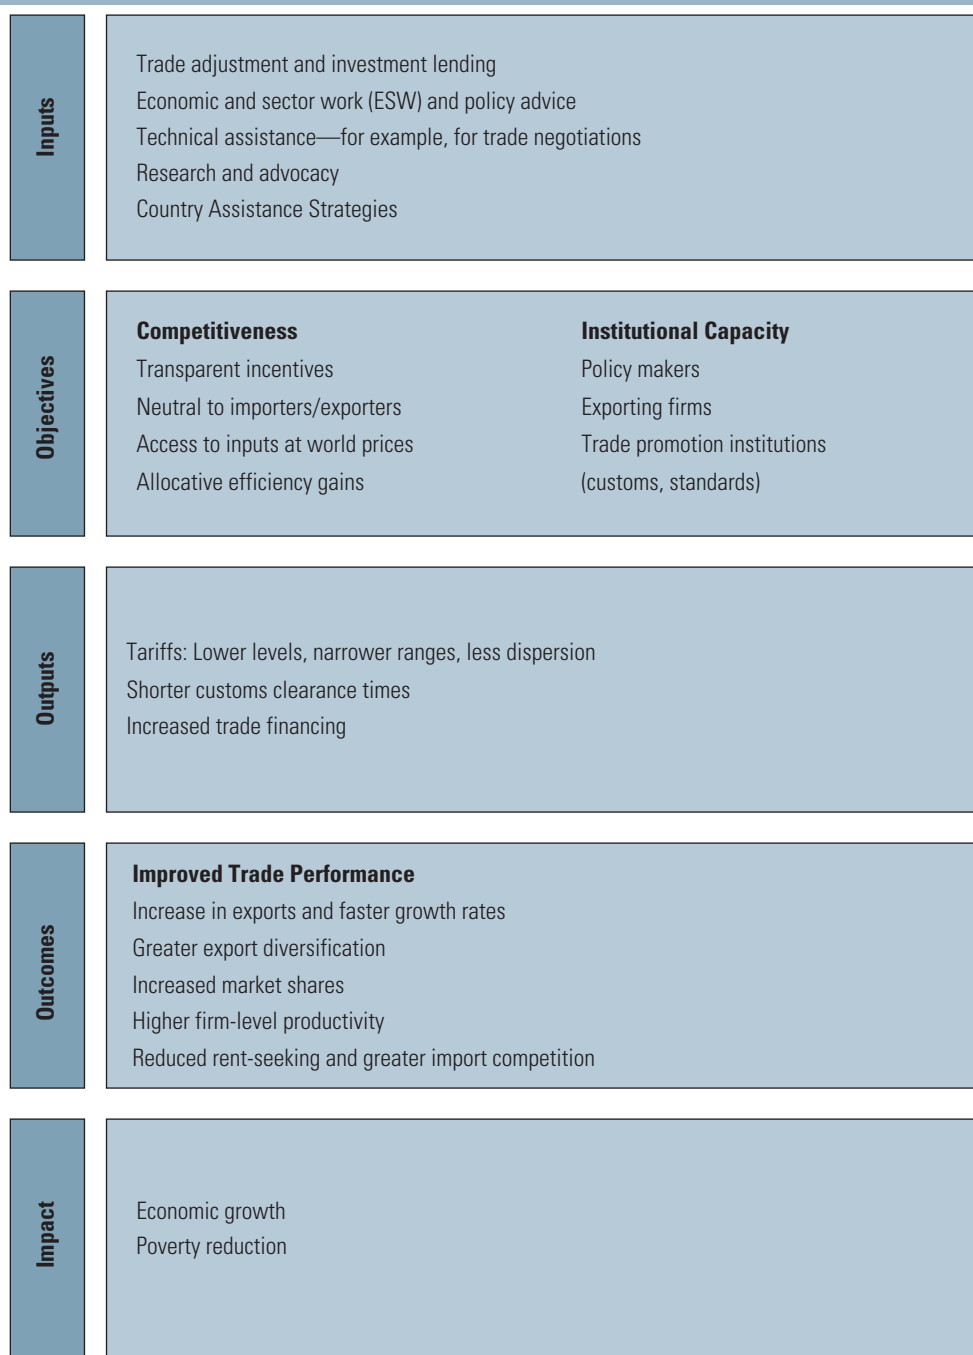 Inputs
Trade adjustment and investment lending
Economic and sector work (ESW) and policy advice
Technical assistance—for example, for trade negotiations
Research and advocacy
Country Assistance Strategies
Objectives
Competitiveness
Transparent incentives
Neutral to importers/exporters
Access to inputs at world prices
Allocative efficiency gains
Institutional Capacity
Policy makers
Exporting firms
Trade promotion institutions
(customs, standards)
Outputs
Tariffs: Lower levels, narrower ranges, less dispersion
Shorter customs clearance times
Increased trade financing
Outcomes
Improved Trade Performance
Increase in exports and faster growth rates
Greater export diversification
Increased market shares
Higher firm-level productivity
Reduced rent-seeking and greater import competition
Impact
Economic growth
Poverty reduction